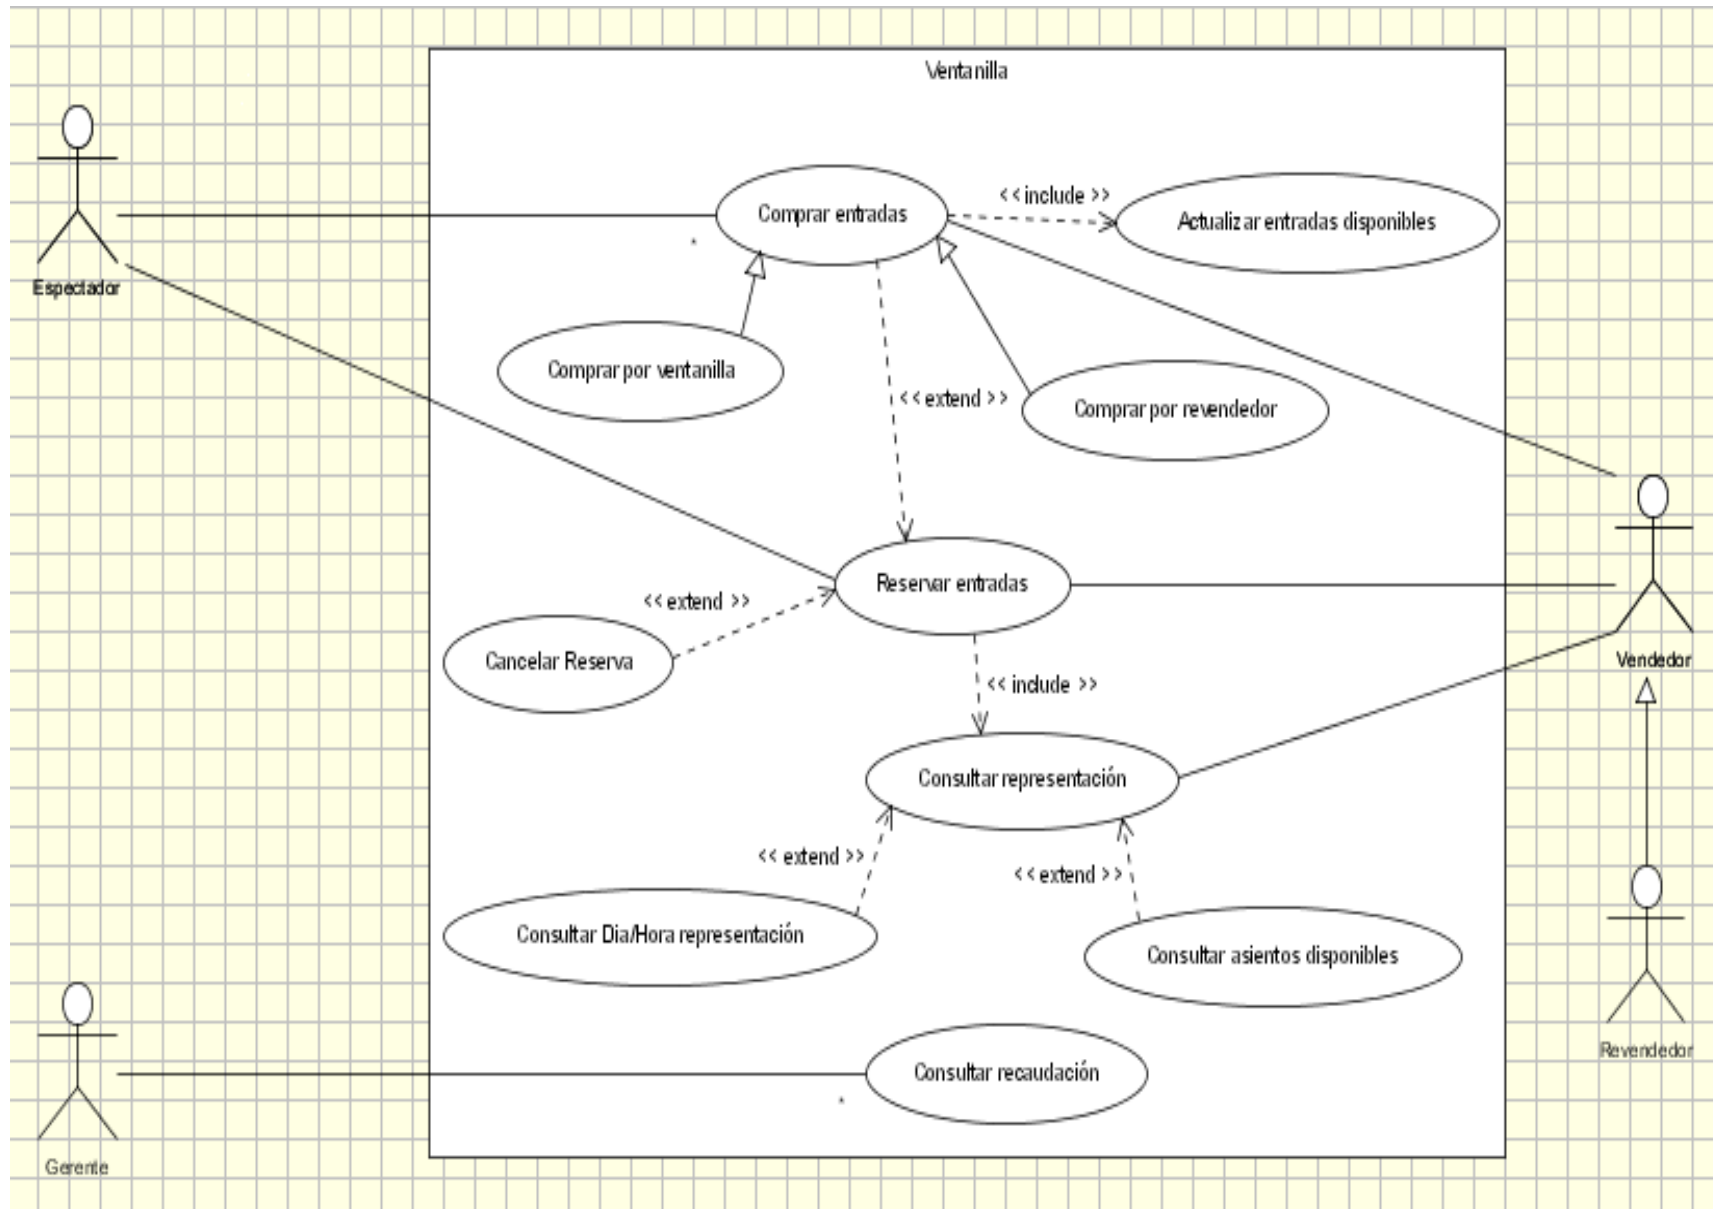 Ventanilla
<< include >>
Comprar entradas
Actualizar entradas disponibles
*
Espectador
Comprar por ventanilla
<< extend >>
Comprar por revendedor
Reservar entradas
<< extend >>
Cancelar Reserva
Vendedor
<< include >>
Consultar representación
<< extend >>
<< extend >>
Consultar Dia/Hora representación
Consultar asientos disponibles
Revendedor
Consultar recaudación
*
Gerente